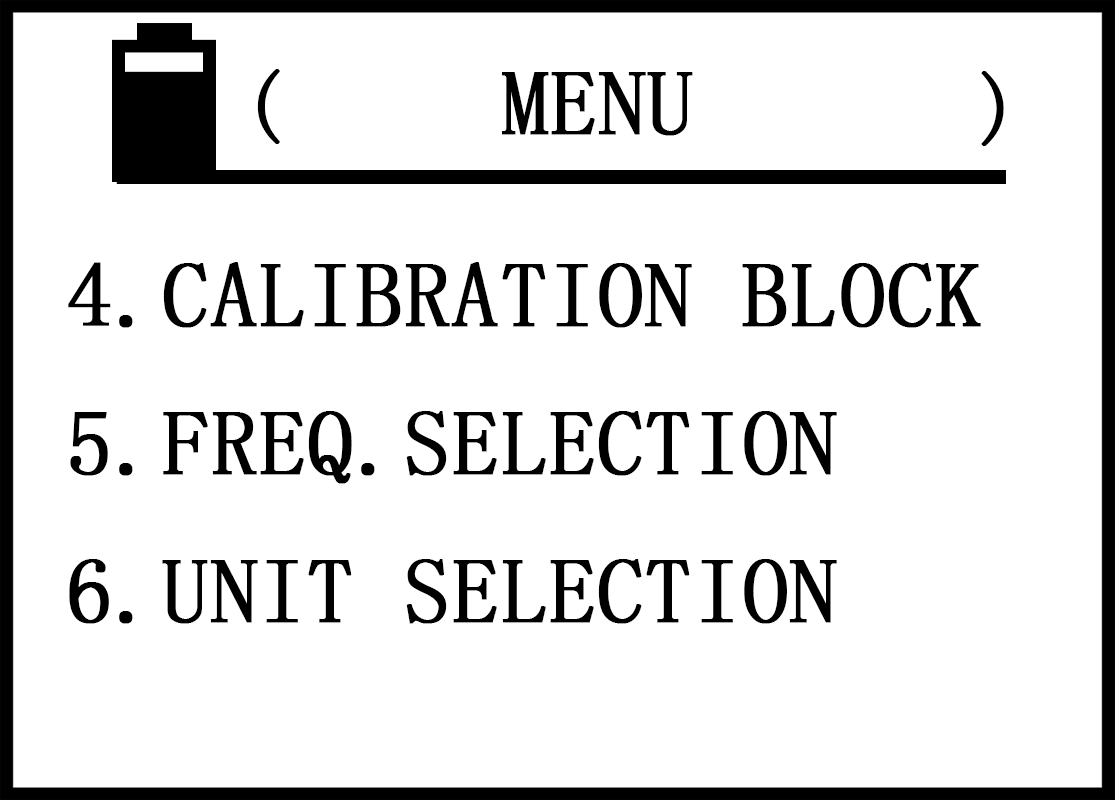 ( MENU )
4.CALIBRATION BLOCK
5.FREQ.SELECTION
6.UNIT SELECTION